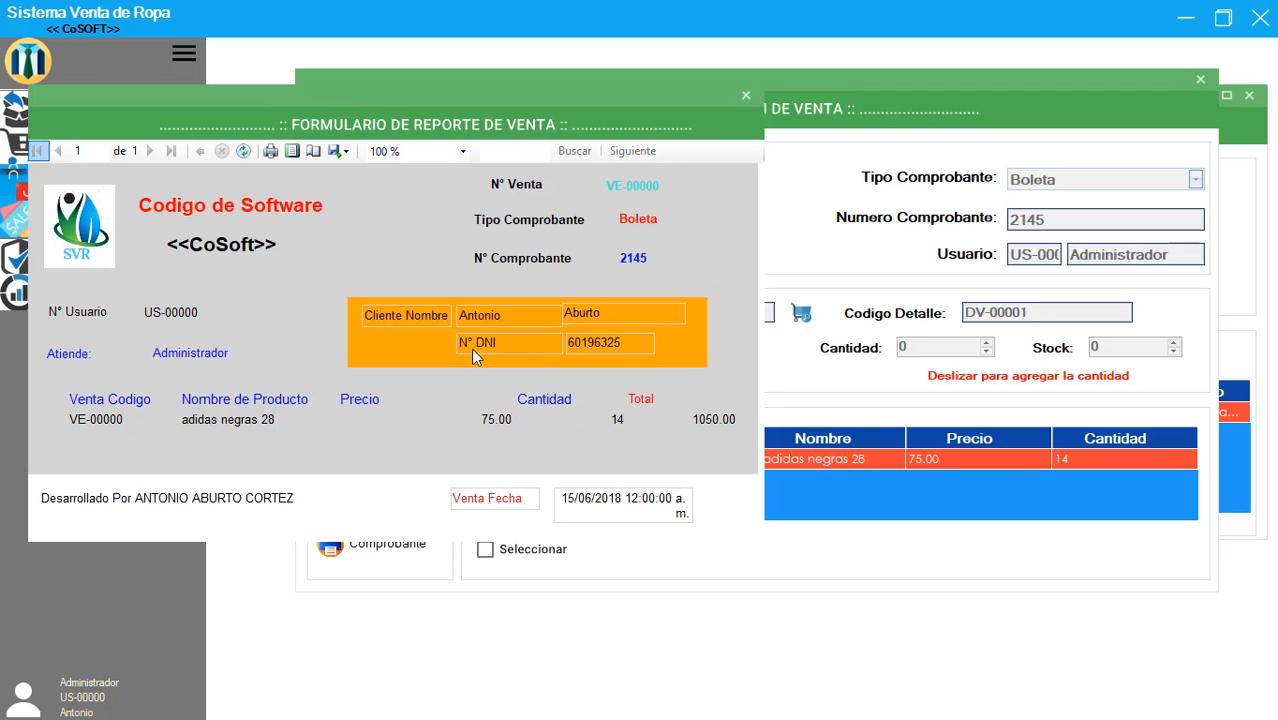 Sistema Venta de Ropa
<< CoSOFT>>
.......................... :: FORMULARIO DE REPORTE DE VENTA :: ...........................
1 de 1 100 % Buscar Siguiente
SVR
Codigo de Software
<<CoSoft>>
N° Venta VE-00000
Tipo Comprobante Boleta
N° Comprobante 2145
N° Usuario US-00000
Atiende: Administrador
Cliente Nombre Antonio Aburto
N° DNI 60196325
Venta Codigo Nombre de Producto Precio Cantidad Total
VE-00000 adidas negras 28 75.00 14 1050.00
Desarrollado Por ANTONIO ABURTO CORTEZ Venta Fecha 15/06/2018 12:00:00 a.
m.
DE VENTA :: ...........................
Tipo Comprobante: Boleta
Numero Comprobante: 2145
Usuario: US-00 Administrador
Codigo Detalle: DV-00001
Cantidad: 0 Stock: 0
Deslizar para agregar la cantidad
Nombre Precio Cantidad
adidas negras 28 75.00 14
Comprobante Seleccionar
Administrador
US-00000
Antonio